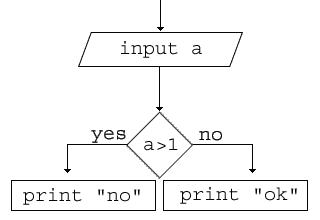 input a
yes
no
a>1
print "no"
print "ok"